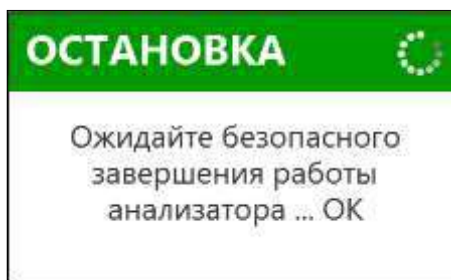 ОСТАНОВКА
Ожидайте безопасного
завершения работы
анализатора ... ОК